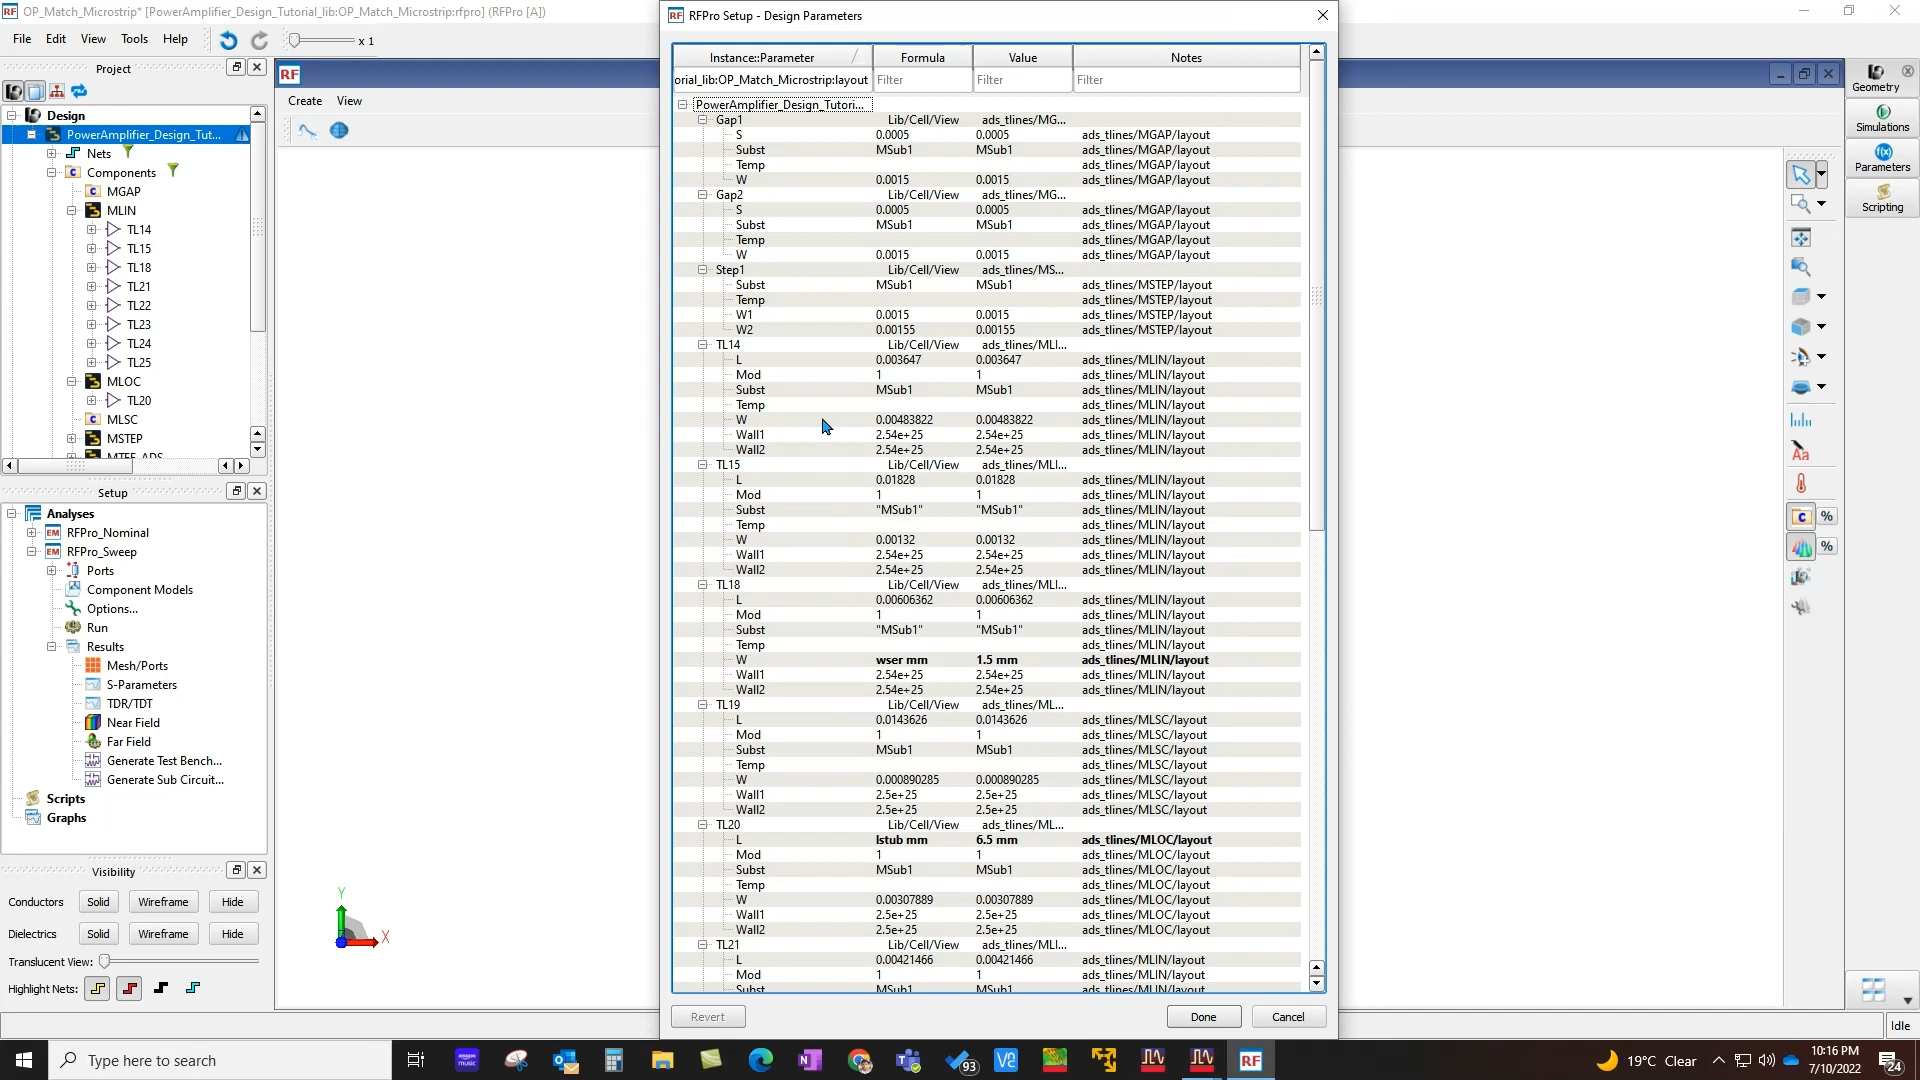 OP_Match_Microstrip* [PowerAmplifier_Design_Tutorial_lib:OP_Match_Microstrip:rfpro] (RFPro [A])
File Edit View Tools Help
x 1
Project
Design
PowerAmplifier_Design_Tut...
Nets
Components
MGAP
MLIN
TL14
TL15
TL18
TL21
TL22
TL23
TL24
TL25
MLOC
TL20
MLSC
MSTEP
MTEE_ADS
Setup
Analyses
RFPro_Nominal
RFPro_Sweep
Ports
Component Models
Options...
Run
Results
Mesh/Ports
S-Parameters
TDR/TDT
Near Field
Far Field
Generate Test Bench...
Generate Sub Circuit...
Scripts
Graphs
Visibility
Conductors Solid Wireframe Hide
Dielectrics Solid Wireframe Hide
Translucent View:
Highlight Nets:
RF
Create View
Y
X
RFPro Setup - Design Parameters
Instance::Parameter Formula Value Notes
orial_lib:OP_Match_Microstrip:layout Filter Filter Filter
PowerAmplifier_Design_Tutori...
Gap1 Lib/Cell/View ads_tlines/MG...
S 0.0005 0.0005 ads_tlines/MGAP/layout
Subst MSub1 MSub1 ads_tlines/MGAP/layout
Temp ads_tlines/MGAP/layout
W 0.0015 0.0015 ads_tlines/MGAP/layout
Gap2 Lib/Cell/View ads_tlines/MG...
S 0.0005 0.0005 ads_tlines/MGAP/layout
Subst MSub1 MSub1 ads_tlines/MGAP/layout
Temp ads_tlines/MGAP/layout
W 0.0015 0.0015 ads_tlines/MGAP/layout
Step1 Lib/Cell/View ads_tlines/MS...
Subst MSub1 MSub1 ads_tlines/MSTEP/layout
Temp ads_tlines/MSTEP/layout
W1 0.0015 0.0015 ads_tlines/MSTEP/layout
W2 0.00155 0.00155 ads_tlines/MSTEP/layout
TL14 Lib/Cell/View ads_tlines/MLI...
L 0.003647 0.003647 ads_tlines/MLIN/layout
Mod 1 1 ads_tlines/MLIN/layout
Subst MSub1 MSub1 ads_tlines/MLIN/layout
Temp ads_tlines/MLIN/layout
W 0.00483822 0.00483822 ads_tlines/MLIN/layout
Wall1 2.54e+25 2.54e+25 ads_tlines/MLIN/layout
Wall2 2.54e+25 2.54e+25 ads_tlines/MLIN/layout
TL15 Lib/Cell/View ads_tlines/MLI...
L 0.01828 0.01828 ads_tlines/MLIN/layout
Mod 1 1 ads_tlines/MLIN/layout
Subst "MSub1" "MSub1" ads_tlines/MLIN/layout
Temp ads_tlines/MLIN/layout
W 0.00132 0.00132 ads_tlines/MLIN/layout
Wall1 2.54e+25 2.54e+25 ads_tlines/MLIN/layout
Wall2 2.54e+25 2.54e+25 ads_tlines/MLIN/layout
TL18 Lib/Cell/View ads_tlines/MLI...
L 0.00606362 0.00606362 ads_tlines/MLIN/layout
Mod 1 1 ads_tlines/MLIN/layout
Subst "MSub1" "MSub1" ads_tlines/MLIN/layout
Temp ads_tlines/MLIN/layout
W wser mm 1.5 mm ads_tlines/MLIN/layout
Wall1 2.54e+25 2.54e+25 ads_tlines/MLIN/layout
Wall2 2.54e+25 2.54e+25 ads_tlines/MLIN/layout
TL19 Lib/Cell/View ads_tlines/ML...
L 0.0143626 0.0143626 ads_tlines/MLSC/layout
Mod 1 1 ads_tlines/MLSC/layout
Subst MSub1 MSub1 ads_tlines/MLSC/layout
Temp ads_tlines/MLSC/layout
W 0.000890285 0.000890285 ads_tlines/MLSC/layout
Wall1 2.5e+25 2.5e+25 ads_tlines/MLSC/layout
Wall2 2.5e+25 2.5e+25 ads_tlines/MLSC/layout
TL20 Lib/Cell/View ads_tlines/ML...
L lstub mm 6.5 mm ads_tlines/MLOC/layout
Mod 1 1 ads_tlines/MLOC/layout
Subst MSub1 MSub1 ads_tlines/MLOC/layout
Temp ads_tlines/MLOC/layout
W 0.00307889 0.00307889 ads_tlines/MLOC/layout
Wall1 2.5e+25 2.5e+25 ads_tlines/MLOC/layout
Wall2 2.5e+25 2.5e+25 ads_tlines/MLOC/layout
TL21 Lib/Cell/View ads_tlines/MLI...
L 0.00421466 0.00421466 ads_tlines/MLIN/layout
Mod 1 1 ads_tlines/MLIN/layout
Subst MSub1 MSub1 ads_tlines/MLIN/layout
Revert Done Cancel
Geometry
Simulations
Parameters
Scripting
Idle
Type here to search
93
19°C Clear
10:16 PM
7/10/2022
24